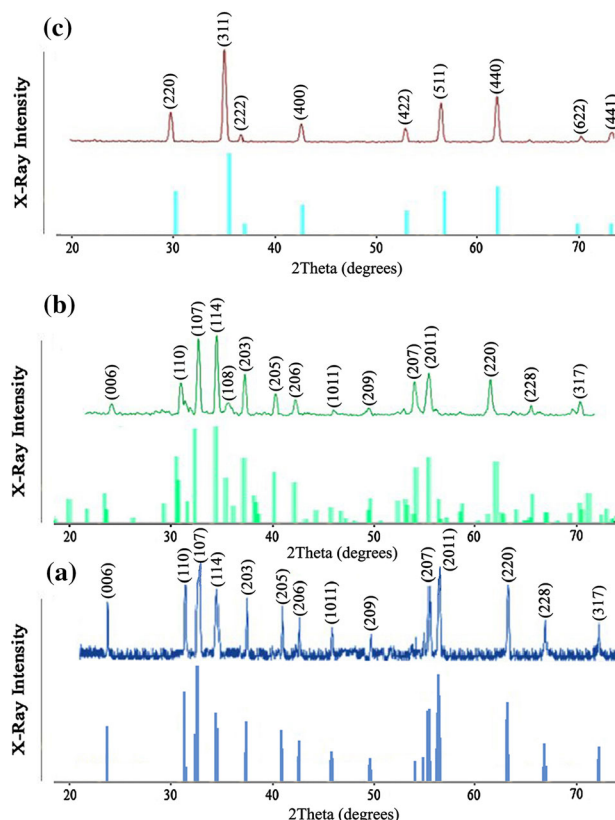 (c)
X-Ray Intensity
(220) (311) (222) (400) (422) (511) (440) (622) (441)
20 30 40 50 60 70
2Theta (degrees)
(b)
X-Ray Intensity
(006) (110) (107) (114) (108) (203) (205) (206) (1011) (209) (207) (2011) (220) (228) (317)
20 30 40 50 60 70
2Theta (degrees)
(a)
X-Ray Intensity
(006) (110) (107) (114) (203) (205) (206) (1011) (209) (207) (2011) (220) (228) (317)
20 30 40 50 60 70
2Theta (degrees)